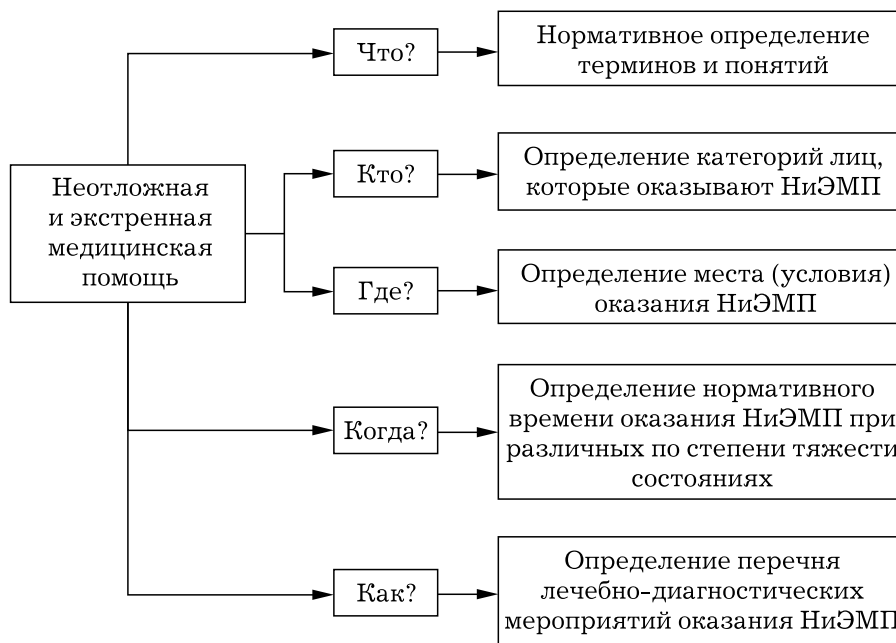 Что?
Нормативное определение
терминов и понятий
Неотложная
и экстренная
медицинская
помощь
Кто?
Определение категорий лиц,
которые оказывают НиЭМП
Где?
Определение места (условия)
оказания НиЭМП
Когда?
Определение нормативного
времени оказания НиЭМП при
различных по степени тяжести
состояниях
Как?
Определение перечня
лечебно-диагностических
мероприятий оказания НиЭМП